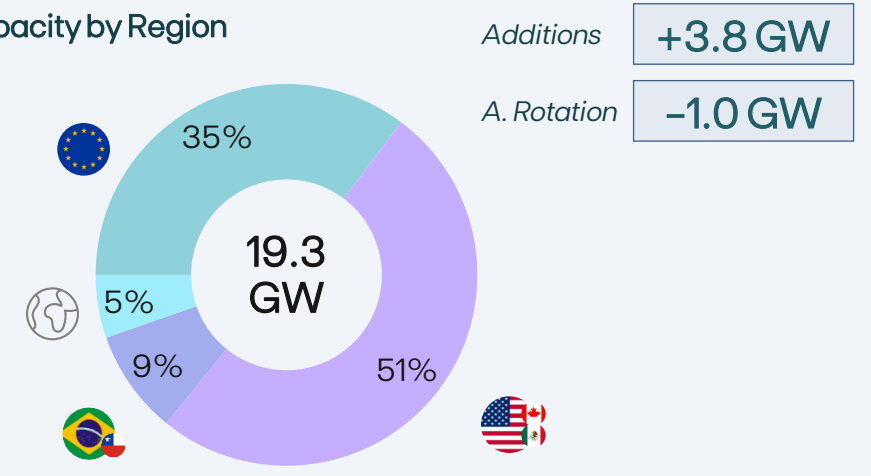 pacity by Region
Additions
+3.8 GW
A. Rotation
-1.0 GW
35%
19.3
GW
5%
9%
51%